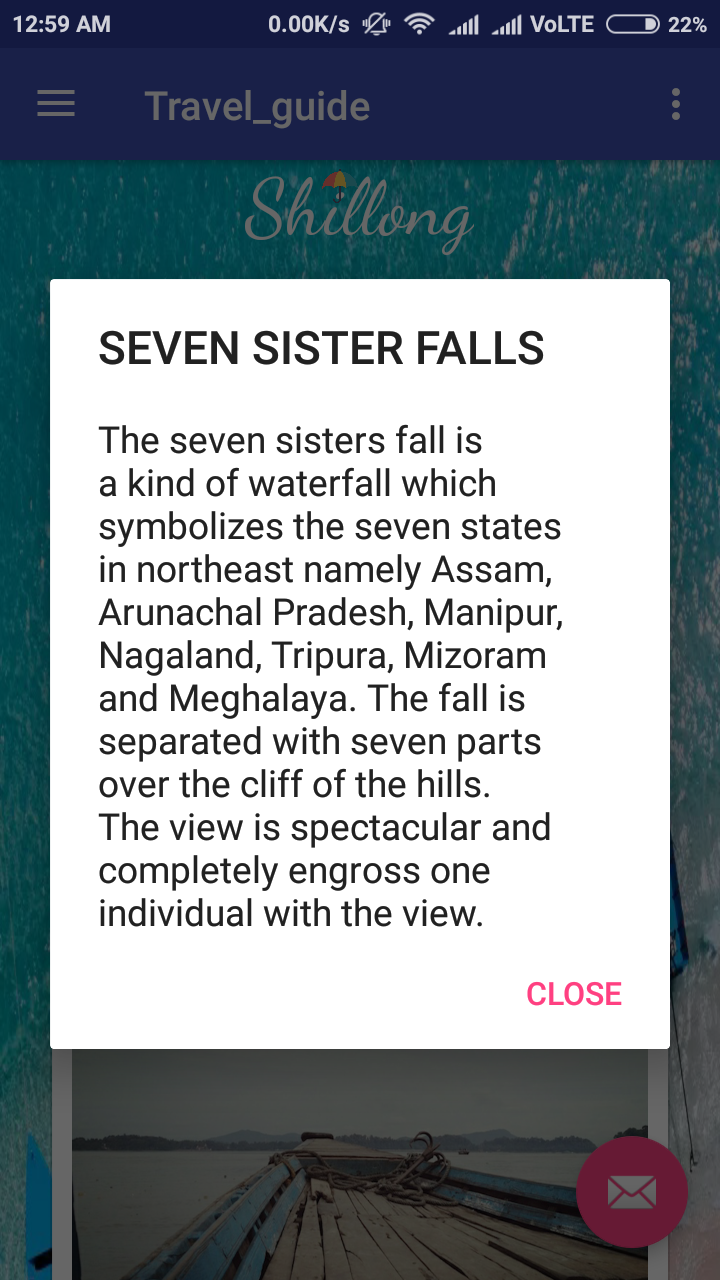 12:59 AM 0.00K/s VoLTE 22%
Travel_guide
Shillong
SEVEN SISTER FALLS
The seven sisters fall is
a kind of waterfall which
symbolizes the seven states
in northeast namely Assam,
Arunachal Pradesh, Manipur,
Nagaland, Tripura, Mizoram
and Meghalaya. The fall is
separated with seven parts
over the cliff of the hills.
The view is spectacular and
completely engross one
individual with the view.
CLOSE